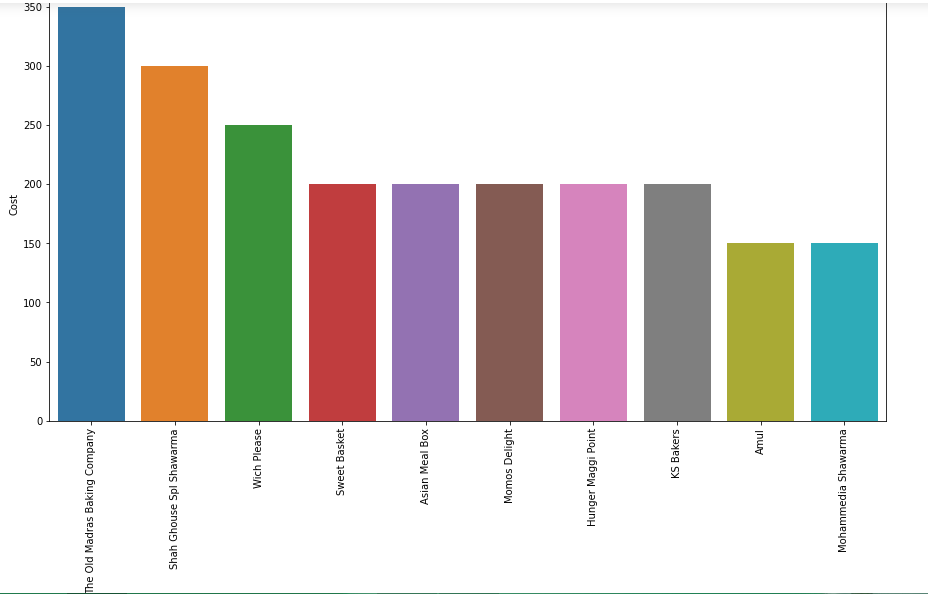 350
300
250
200
150
100
50
0
Cost
The Old Madras Baking Company
Shah Ghouse Spl Shawarma
Wich Please
Sweet Basket
Asian Meal Box
Momos Delight
Hunger Maggi Point
KS Bakers
Amul
Mohammedia Shawarma